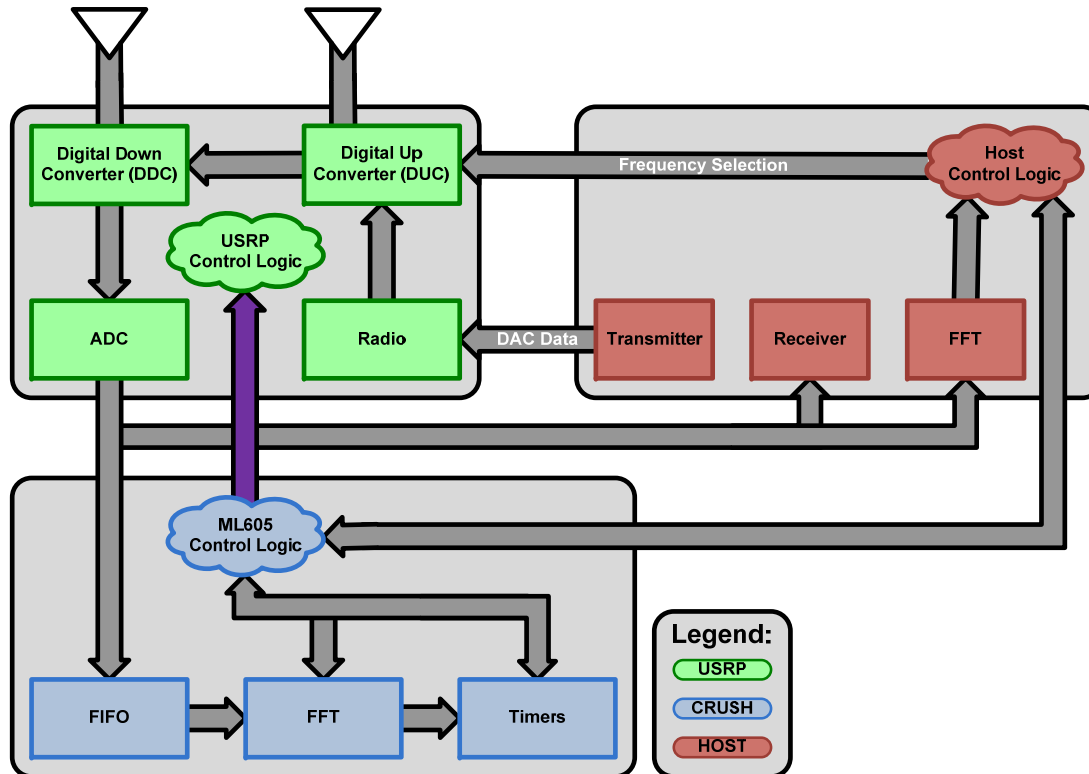 Digital Down
Converter (DDC)
Digital Up
Converter (DUC)
Frequency Selection
Host
Control Logic
USRP
Control Logic
ADC
Radio
DAC Data
Transmitter
Receiver
FFT
ML605
Control Logic
FIFO
FFT
Timers
Legend:
USRP
CRUSH
HOST